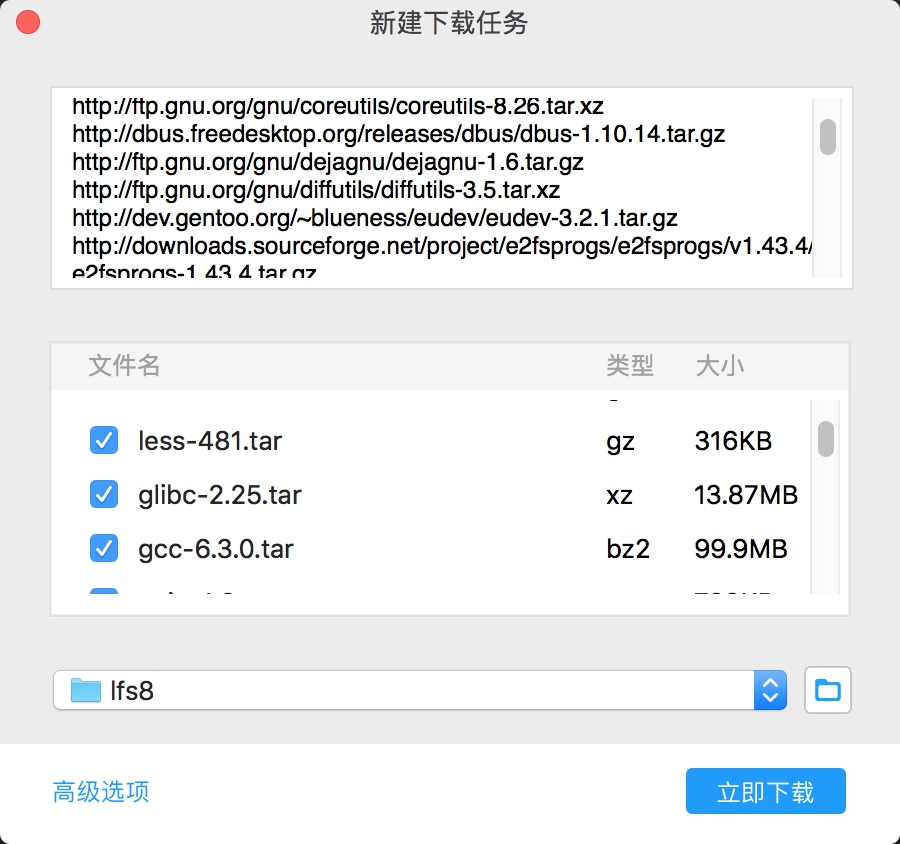 新建下载任务
http://ftp.gnu.org/gnu/coreutils/coreutils-8.26.tar.xz
http://dbus.freedesktop.org/releases/dbus/dbus-1.10.14.tar.gz
http://ftp.gnu.org/gnu/dejagnu/dejagnu-1.6.tar.gz
http://ftp.gnu.org/gnu/diffutils/diffutils-3.5.tar.xz
http://dev.gentoo.org/~blueness/eudev/eudev-3.2.1.tar.gz
http://downloads.sourceforge.net/project/e2fsprogs/e2fsprogs/v1.43.4/
e2fsprogs-1.43.4.tar.gz
文件名 类型 大小
less-481.tar gz 316KB
glibc-2.25.tar xz 13.87MB
gcc-6.3.0.tar bz2 99.9MB
lfs8
高级选项 立即下载